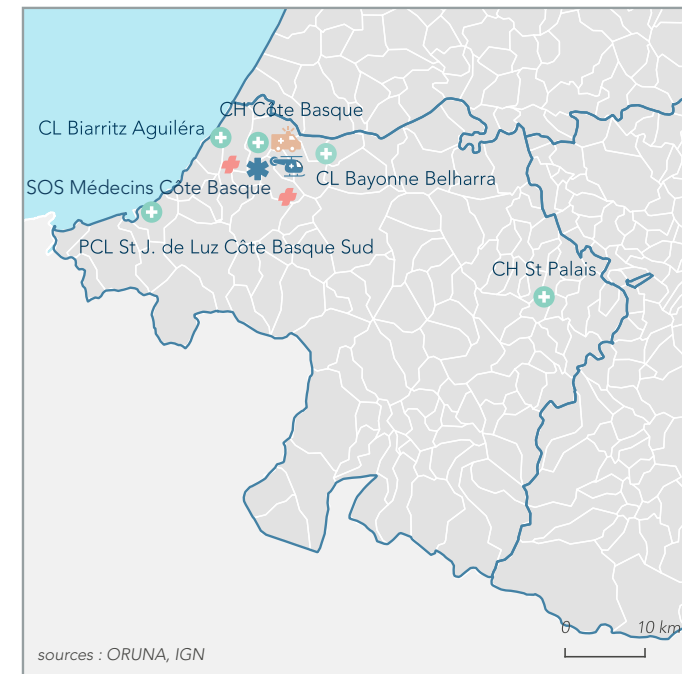 CH Côte Basque
CL Biarritz Aguiléra
CL Bayonne Belharra
SOS Médecins Côte Basque
PCL St J. de Luz Côte Basque Sud
CH St Palais
0 10 km
sources : ORUNA, IGN